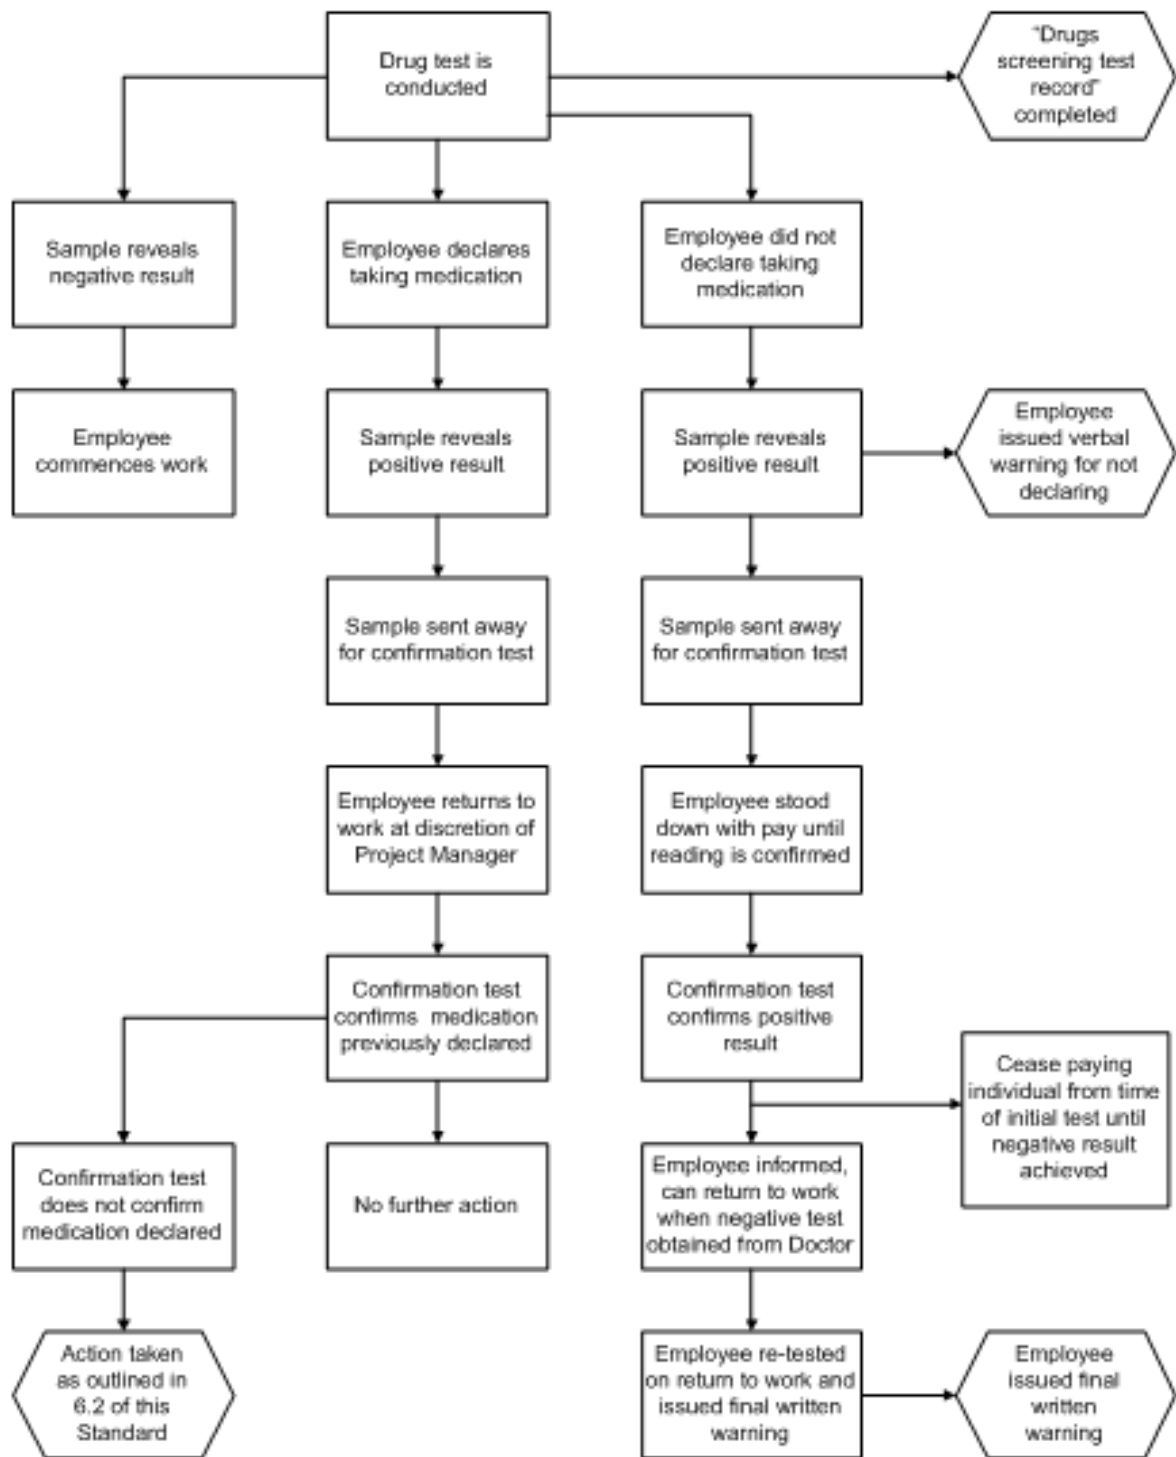 Drug test is
conducted
"Drugs
screening test
record"
completed
Sample reveals
negative result
Employee declares
taking medication
Employee did not
declare taking
medication
Employee
commences work
Sample reveals
positive result
Sample reveals
positive result
Employee
issued verbal
warning for not
declaring
Sample sent away
for confirmation test
Sample sent away
for confirmation test
Employee returns to
work at discretion of
Project Manager
Employee stood
down with pay until
reading is confirmed
Confirmation test
confirms medication
previously declared
Confirmation test
confirms positive
result
Cease paying
individual from time
of initial test until
negative result
achieved
Confirmation test
does not confirm
medication declared
No further action
Employee informed,
can return to work
when negative test
obtained from Doctor
Action taken
as outlined in
6.2 of this
Standard
Employee re-tested
on return to work and
issued final written
warning
Employee
issued final
written
warning